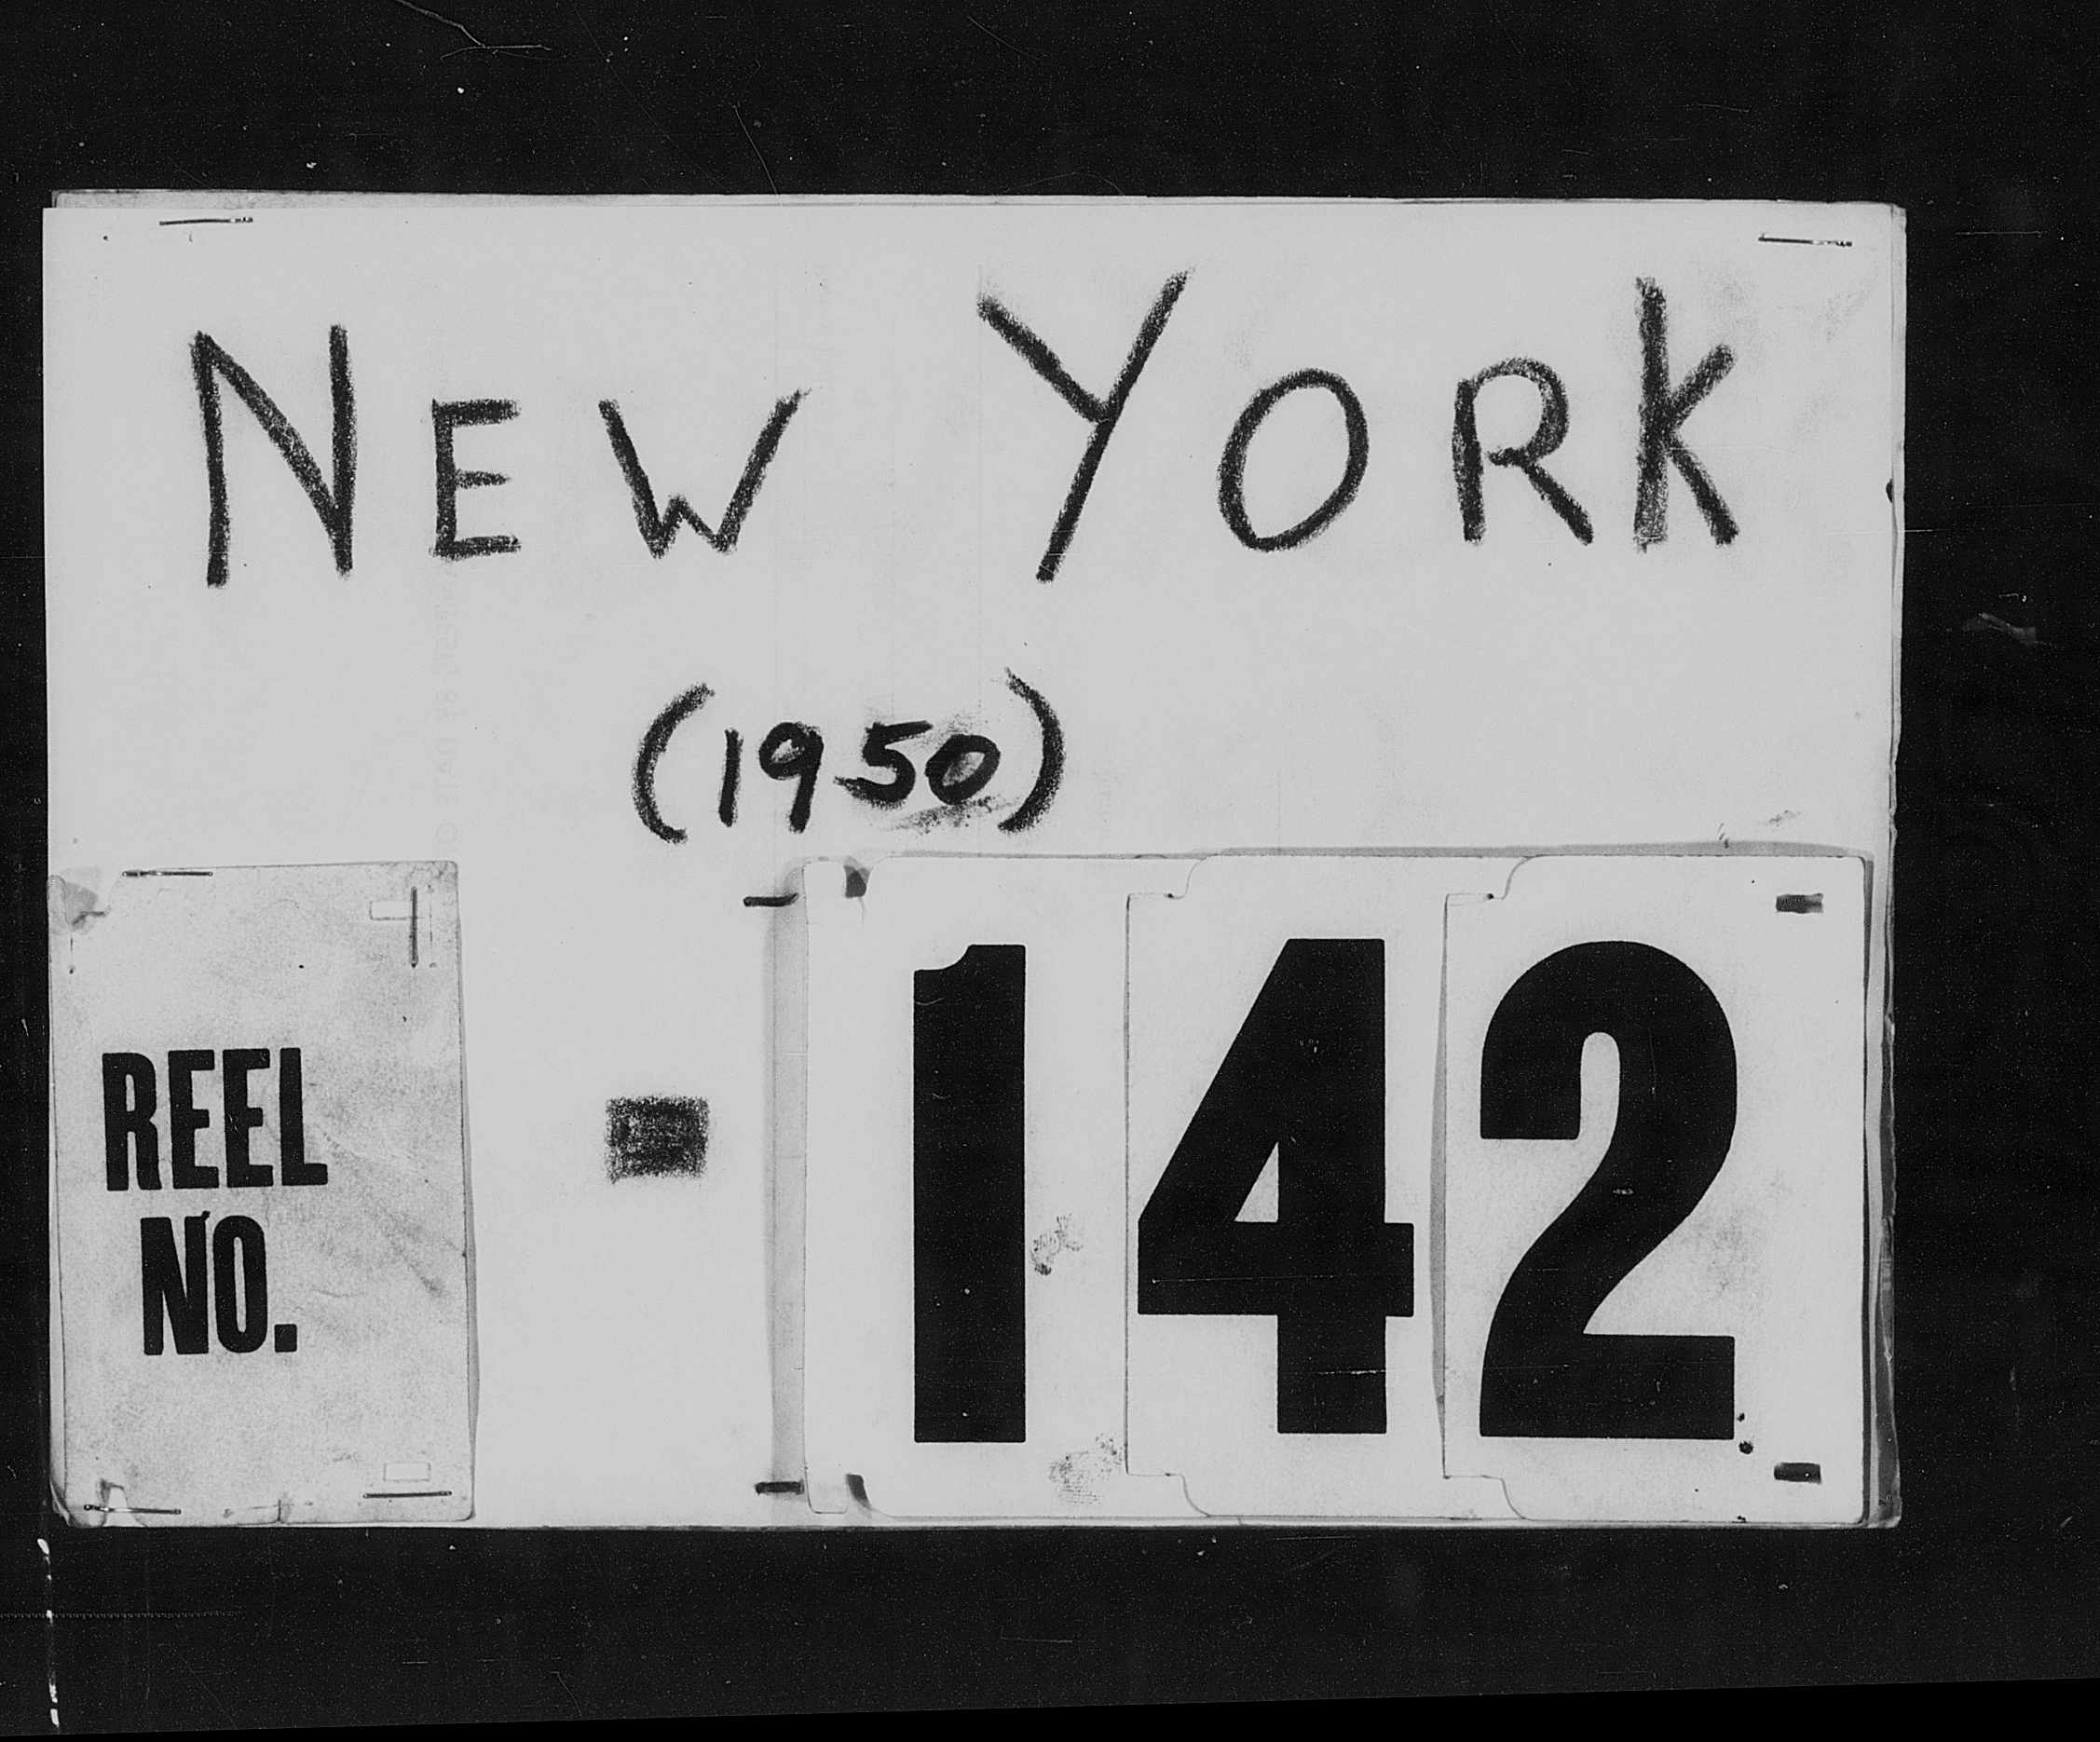 NEW YORK
(1950)
REEL
NO.
- 142